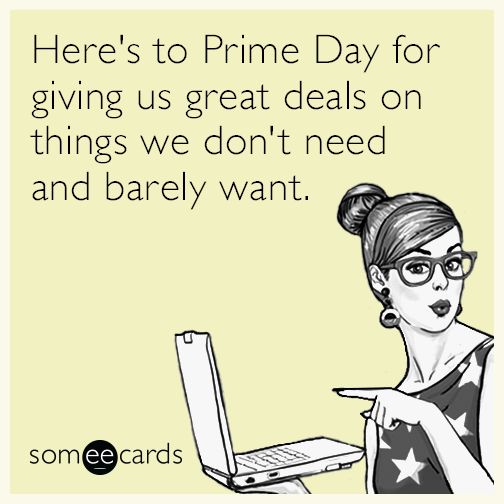 Here's to Prime Day for
giving us great deals on
things we don't need
and barely want.
someecards